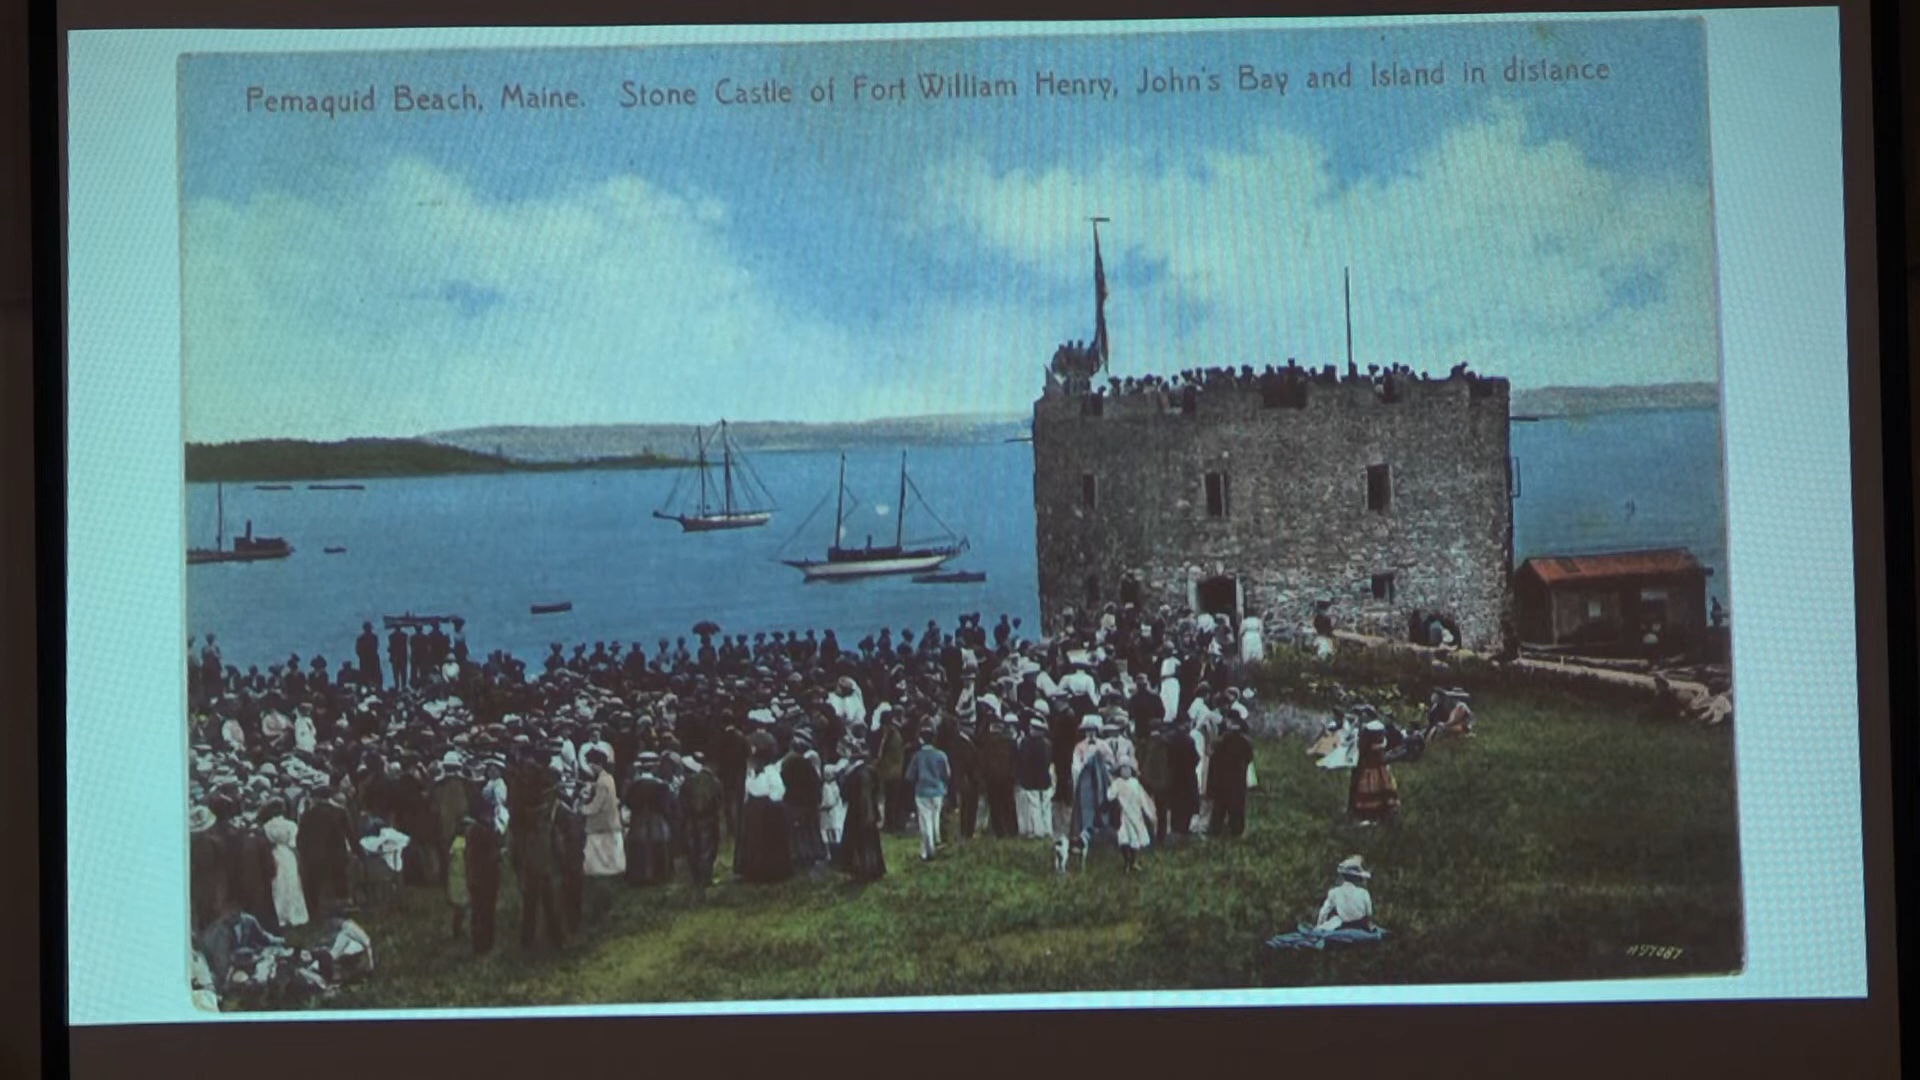 Pemaquid Beach, Maine. Stone Castle of Fort William Henry, John's Bay and Island in distance